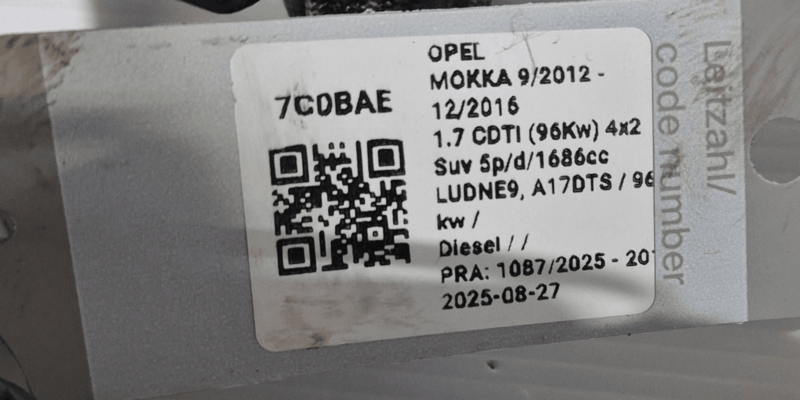 7C0BAE
OPEL
MOKKA 9/2012 -
12/2016
1.7 CDTI (96Kw) 4x2
Suv 5p/d/1686cc
LUDNE9, A17DTS / 96
kw /
Diesel / /
PRA: 1087/2025 - 201
2025-08-27
Leitzahl/
code number